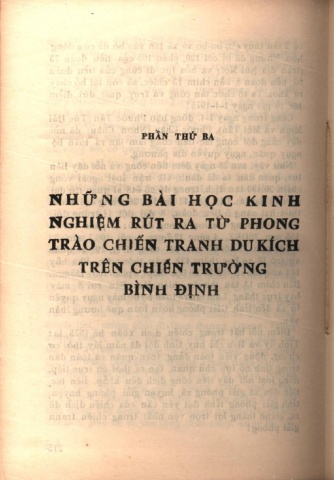 PHẦN THỨ BA
NHỮNG BÀI HỌC KINH
NGHIỆM RÚT RA TỪ PHONG
TRÀO CHIẾN TRANH DU KÍCH
TRÊN CHIẾN TRƯỜNG
BÌNH ĐỊNH